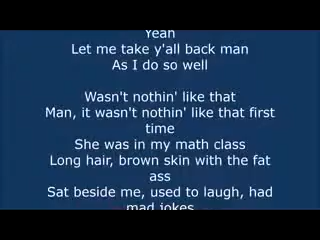 Yeah
Let me take y'all back man
As I do so well
Wasn't nothin' like that
Man, it wasn't nothin' like that first
time
She was in my math class
Long hair, brown skin with the fat
ass
Sat beside me, used to laugh, had
mad jokes